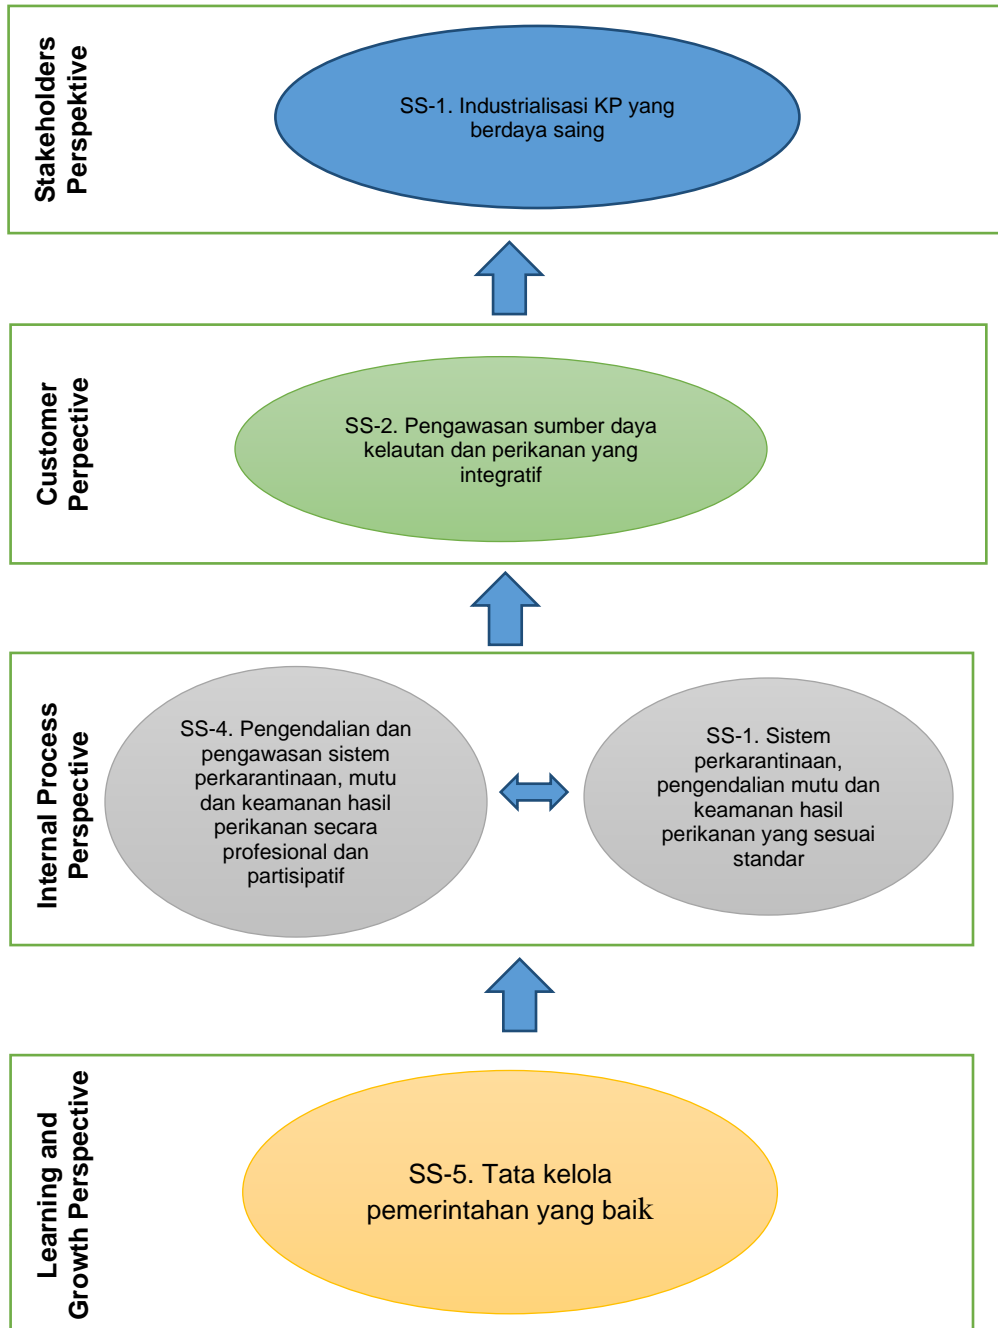 Stakeholders
Perspektive
SS-1. Industrialisasi KP yang
berdaya saing
Customer
Perpective
SS-2. Pengawasan sumber daya
kelautan dan perikanan yang
integratif
Internal Process
Perspective
SS-4. Pengendalian dan
pengawasan sistem
perkarantinaan, mutu
dan keamanan hasil
perikanan secara
profesional dan
partisipatif
SS-1. Sistem
perkarantinaan,
pengendalian mutu dan
keamanan hasil
perikanan yang sesuai
standar
Learning and
Growth Perspective
SS-5. Tata kelola
pemerintahan yang baik